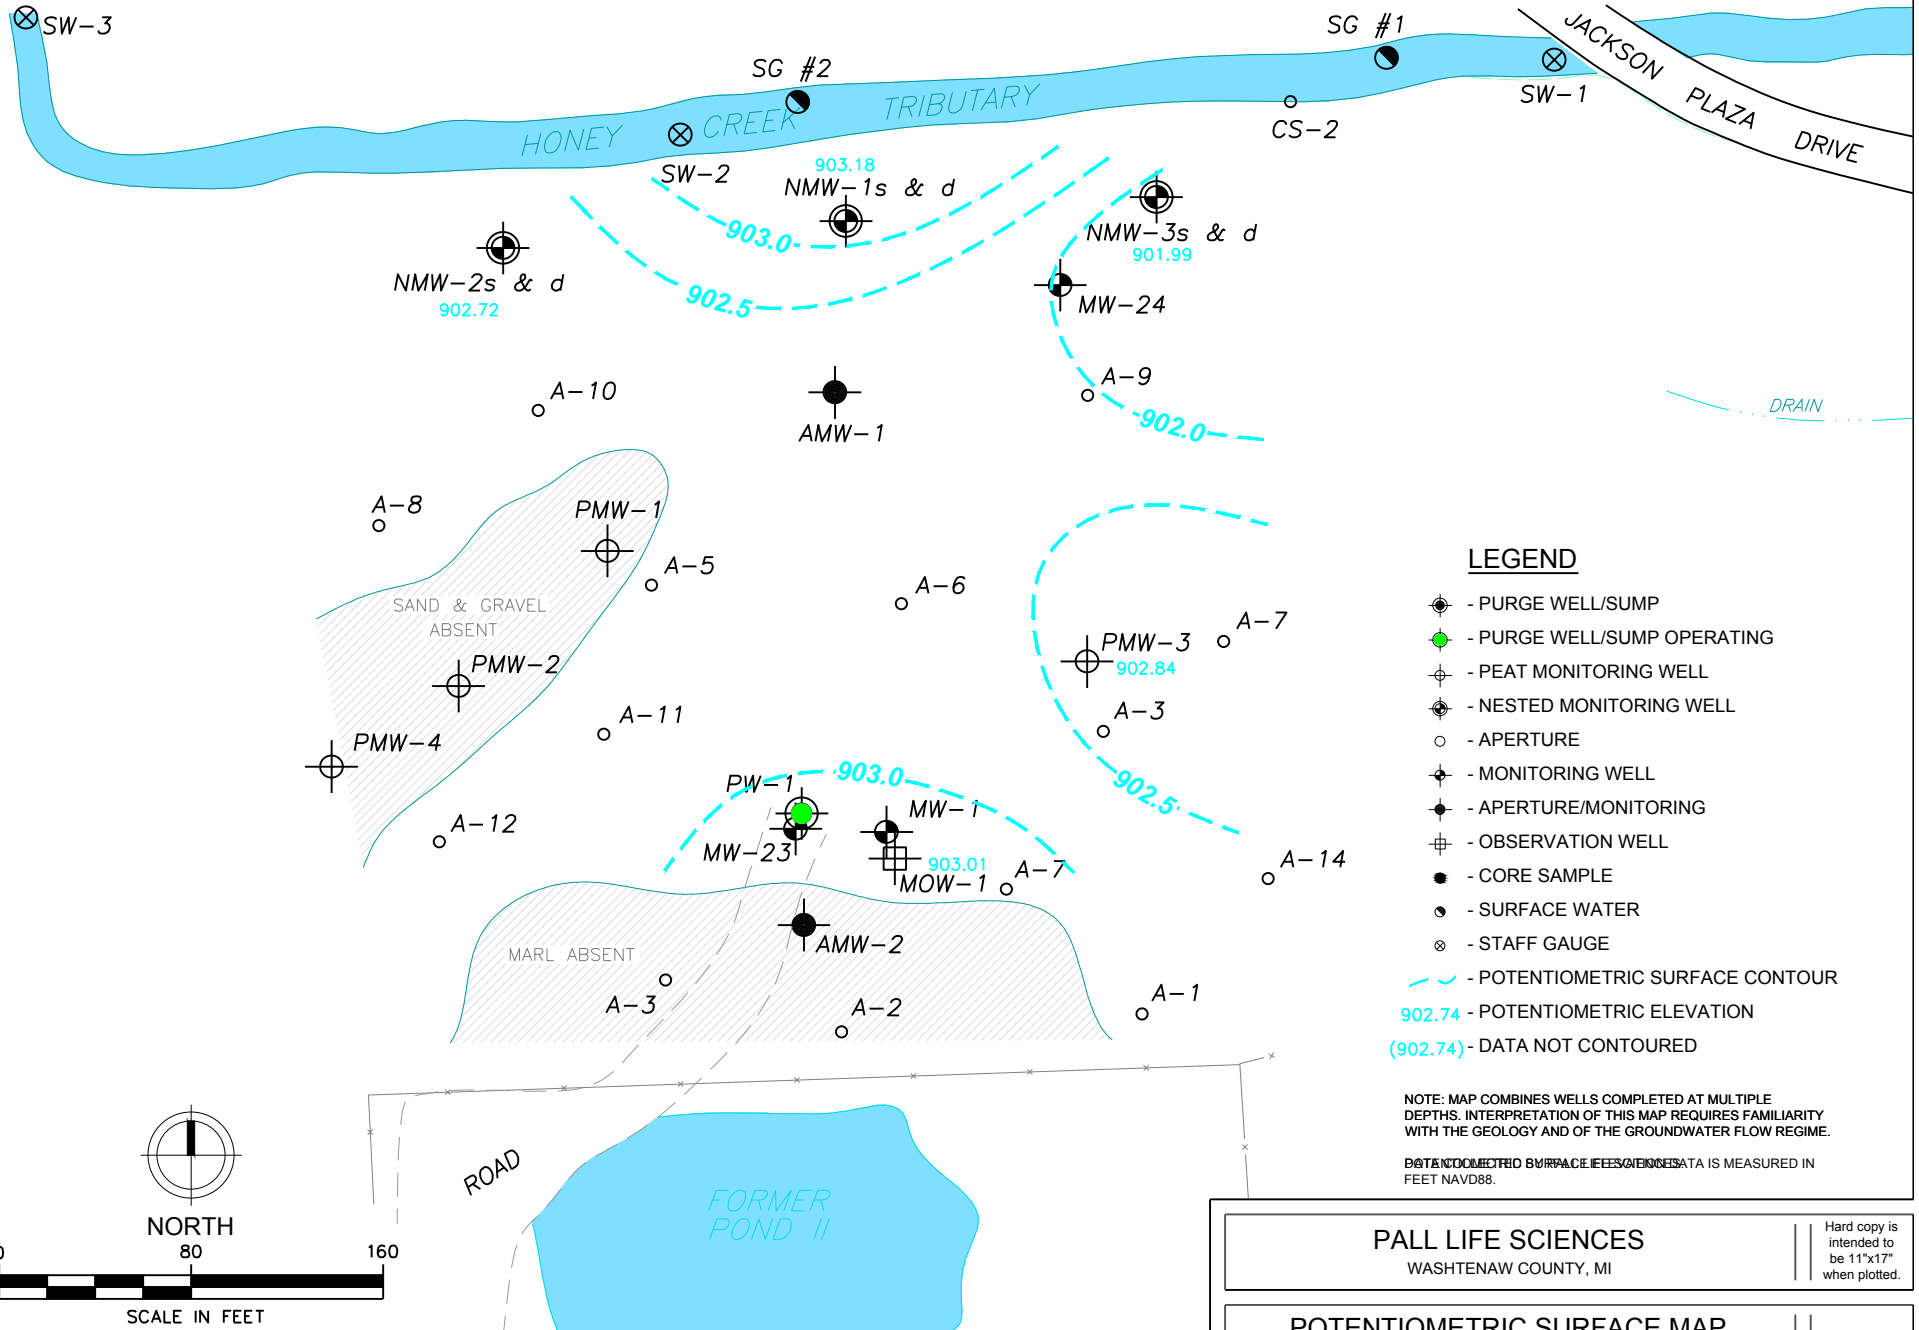 SW-3
SG #1
JACKSON PLAZA DRIVE
SG #2
SW-1
CS-2
HONEY CREEK TRIBUTARY
SW-2
903.18
NMW-1s & d
903.0
NMW-3s & d
901.99
NMW-2s & d
902.72
902.5
MW-24
A-9
A-10
902.0
DRAIN
AMW-1
A-8
PMW-1
A-5
A-6
SAND & GRAVEL
ABSENT
A-7
PMW-3
902.84
PMW-2
A-11
A-3
PMW-4
903.0
PW-1
902.5
MW-1
A-12
MW-23
903.01
A-7
A-14
MOW-1
AMW-2
MARL ABSENT
A-3
A-2
A-1
ROAD
FORMER
POND II
NORTH
0 80 160
SCALE IN FEET
LEGEND
- PURGE WELL/SUMP
- PURGE WELL/SUMP OPERATING
- PEAT MONITORING WELL
- NESTED MONITORING WELL
- APERTURE
- MONITORING WELL
- APERTURE/MONITORING
- OBSERVATION WELL
- CORE SAMPLE
- SURFACE WATER
- STAFF GAUGE
- POTENTIOMETRIC SURFACE CONTOUR
902.74 - POTENTIOMETRIC ELEVATION
(902.74) - DATA NOT CONTOURED
NOTE: MAP COMBINES WELLS COMPLETED AT MULTIPLE
DEPTHS. INTERPRETATION OF THIS MAP REQUIRES FAMILIARITY
WITH THE GEOLOGY AND OF THE GROUNDWATER FLOW REGIME.
DATA IS MEASURED IN
FEET NAVD88.
PALL LIFE SCIENCES
WASHTENAW COUNTY, MI
Hard copy is
intended to
be 11"x17"
when plotted.
POTENTIOMETRIC SURFACE MAP